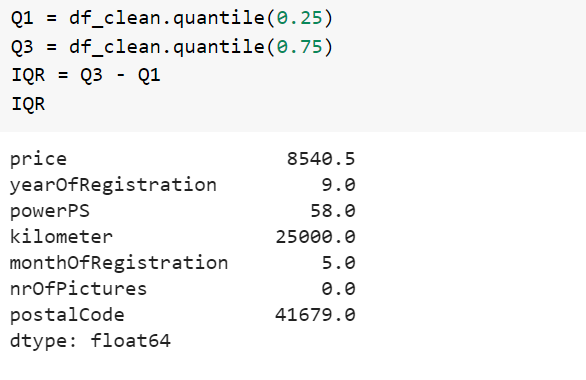 Q1 = df_clean.quantile(0.25)
Q3 = df_clean.quantile(0.75)
IQR = Q3 - Q1
IQR
price 8540.5
yearOfRegistration 9.0
powerPS 58.0
kilometer 25000.0
monthOfRegistration 5.0
nrOfPictures 0.0
postalCode 41679.0
dtype: float64